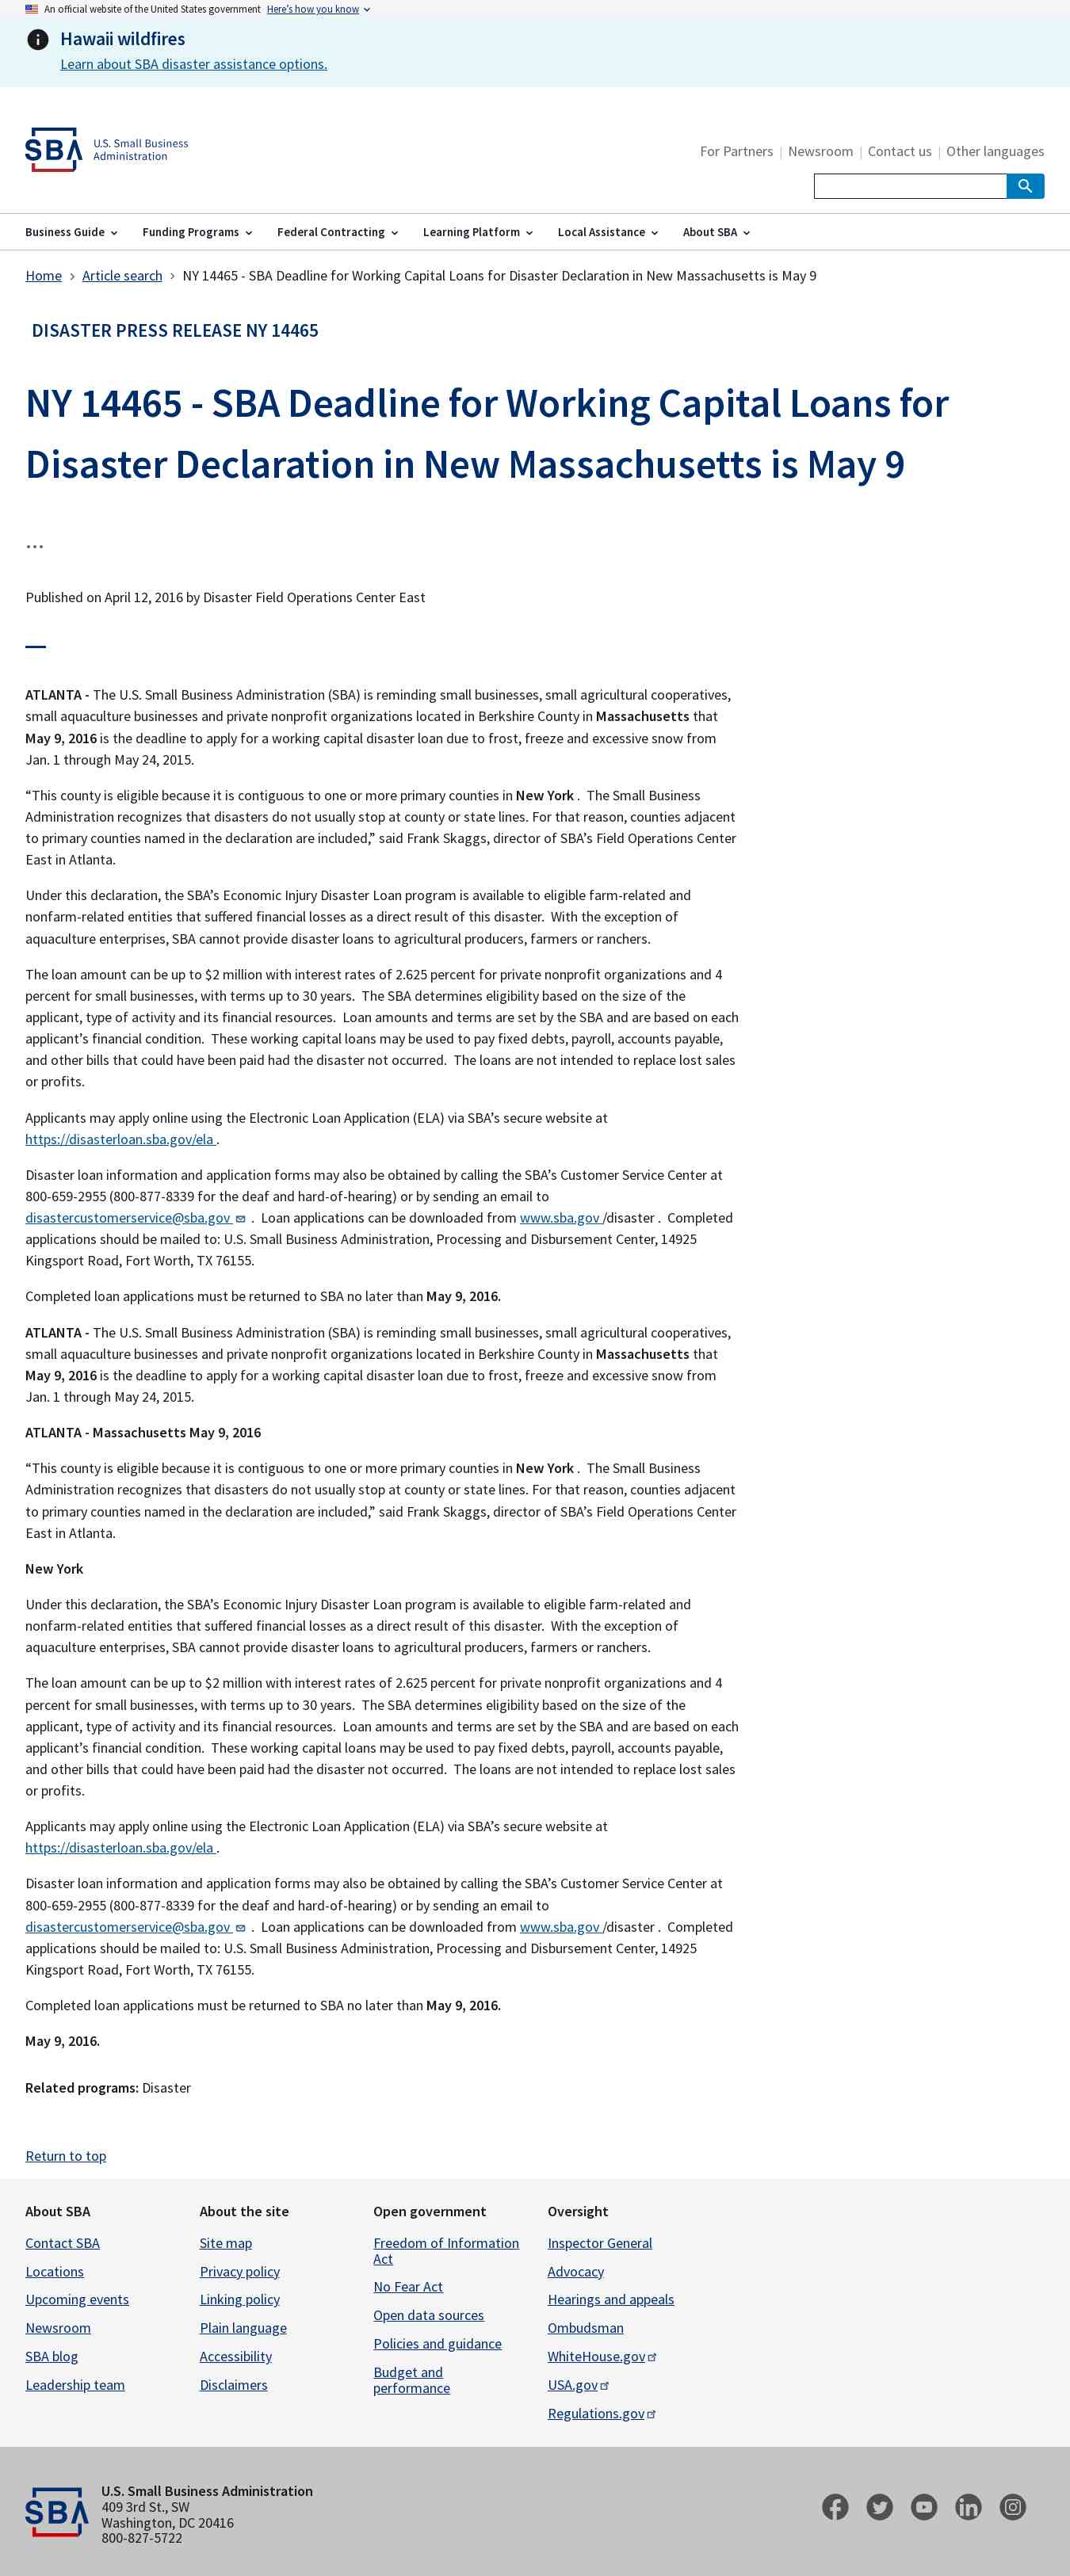 An official website of the United States government Here's how you know
Hawaii wildfires
Learn about SBA disaster assistance options.
SBA
U.S. Small Business
Administration
For Partners | Newsroom | Contact us | Other languages
Business Guide Funding Programs Federal Contracting Learning Platform Local Assistance About SBA
Home > Article search > NY 14465 - SBA Deadline for Working Capital Loans for Disaster Declaration in New Massachusetts is May 9
DISASTER PRESS RELEASE NY 14465
NY 14465 - SBA Deadline for Working Capital Loans for
Disaster Declaration in New Massachusetts is May 9
...
Published on April 12, 2016 by Disaster Field Operations Center East
ATLANTA - The U.S. Small Business Administration (SBA) is reminding small businesses, small agricultural cooperatives,
small aquaculture businesses and private nonprofit organizations located in Berkshire County in Massachusetts that
May 9, 2016 is the deadline to apply for a working capital disaster loan due to frost, freeze and excessive snow from
Jan. 1 through May 24, 2015.
“This county is eligible because it is contiguous to one or more primary counties in New York .  The Small Business
Administration recognizes that disasters do not usually stop at county or state lines. For that reason, counties adjacent
to primary counties named in the declaration are included,” said Frank Skaggs, director of SBA’s Field Operations Center
East in Atlanta.
Under this declaration, the SBA’s Economic Injury Disaster Loan program is available to eligible farm-related and
nonfarm-related entities that suffered financial losses as a direct result of this disaster.  With the exception of
aquaculture enterprises, SBA cannot provide disaster loans to agricultural producers, farmers or ranchers.
The loan amount can be up to $2 million with interest rates of 2.625 percent for private nonprofit organizations and 4
percent for small businesses, with terms up to 30 years.  The SBA determines eligibility based on the size of the
applicant, type of activity and its financial resources.  Loan amounts and terms are set by the SBA and are based on each
applicant’s financial condition.  These working capital loans may be used to pay fixed debts, payroll, accounts payable,
and other bills that could have been paid had the disaster not occurred.  The loans are not intended to replace lost sales
or profits.
Applicants may apply online using the Electronic Loan Application (ELA) via SBA’s secure website at
https://disasterloan.sba.gov/ela .
Disaster loan information and application forms may also be obtained by calling the SBA’s Customer Service Center at
800-659-2955 (800-877-8339 for the deaf and hard-of-hearing) or by sending an email to
disastercustomerservice@sba.gov .  Loan applications can be downloaded from www.sba.gov /disaster .  Completed
applications should be mailed to: U.S. Small Business Administration, Processing and Disbursement Center, 14925
Kingsport Road, Fort Worth, TX 76155.
Completed loan applications must be returned to SBA no later than May 9, 2016.
ATLANTA - The U.S. Small Business Administration (SBA) is reminding small businesses, small agricultural cooperatives,
small aquaculture businesses and private nonprofit organizations located in Berkshire County in Massachusetts that
May 9, 2016 is the deadline to apply for a working capital disaster loan due to frost, freeze and excessive snow from
Jan. 1 through May 24, 2015.
ATLANTA - Massachusetts May 9, 2016
“This county is eligible because it is contiguous to one or more primary counties in New York .  The Small Business
Administration recognizes that disasters do not usually stop at county or state lines. For that reason, counties adjacent
to primary counties named in the declaration are included,” said Frank Skaggs, director of SBA’s Field Operations Center
East in Atlanta.
New York
Under this declaration, the SBA’s Economic Injury Disaster Loan program is available to eligible farm-related and
nonfarm-related entities that suffered financial losses as a direct result of this disaster.  With the exception of
aquaculture enterprises, SBA cannot provide disaster loans to agricultural producers, farmers or ranchers.
The loan amount can be up to $2 million with interest rates of 2.625 percent for private nonprofit organizations and 4
percent for small businesses, with terms up to 30 years.  The SBA determines eligibility based on the size of the
applicant, type of activity and its financial resources.  Loan amounts and terms are set by the SBA and are based on each
applicant’s financial condition.  These working capital loans may be used to pay fixed debts, payroll, accounts payable,
and other bills that could have been paid had the disaster not occurred.  The loans are not intended to replace lost sales
or profits.
Applicants may apply online using the Electronic Loan Application (ELA) via SBA’s secure website at
https://disasterloan.sba.gov/ela .
Disaster loan information and application forms may also be obtained by calling the SBA’s Customer Service Center at
800-659-2955 (800-877-8339 for the deaf and hard-of-hearing) or by sending an email to
disastercustomerservice@sba.gov .  Loan applications can be downloaded from www.sba.gov /disaster .  Completed
applications should be mailed to: U.S. Small Business Administration, Processing and Disbursement Center, 14925
Kingsport Road, Fort Worth, TX 76155.
Completed loan applications must be returned to SBA no later than May 9, 2016.
May 9, 2016.
Related programs: Disaster
Return to top
About SBA
Contact SBA
Locations
Upcoming events
Newsroom
SBA blog
Leadership team
About the site
Site map
Privacy policy
Linking policy
Plain language
Accessibility
Disclaimers
Open government
Freedom of Information
Act
No Fear Act
Open data sources
Policies and guidance
Budget and
performance
Oversight
Inspector General
Advocacy
Hearings and appeals
Ombudsman
WhiteHouse.gov
USA.gov
Regulations.gov
SBA
U.S. Small Business Administration
409 3rd St., SW
Washington, DC 20416
800-827-5722